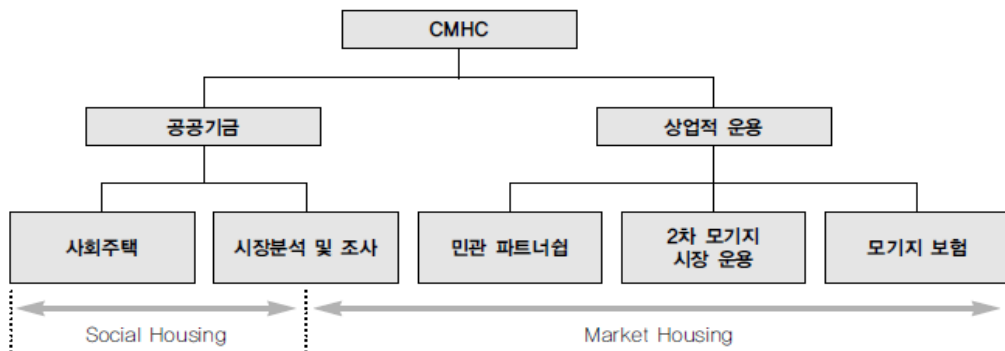 CMHC
공공기금
상업적 운용
사회주택
시장분석 및 조사
민관 파트너쉽
2차 모기지
시장 운용
모기지 보험
Social Housing
Market Housing